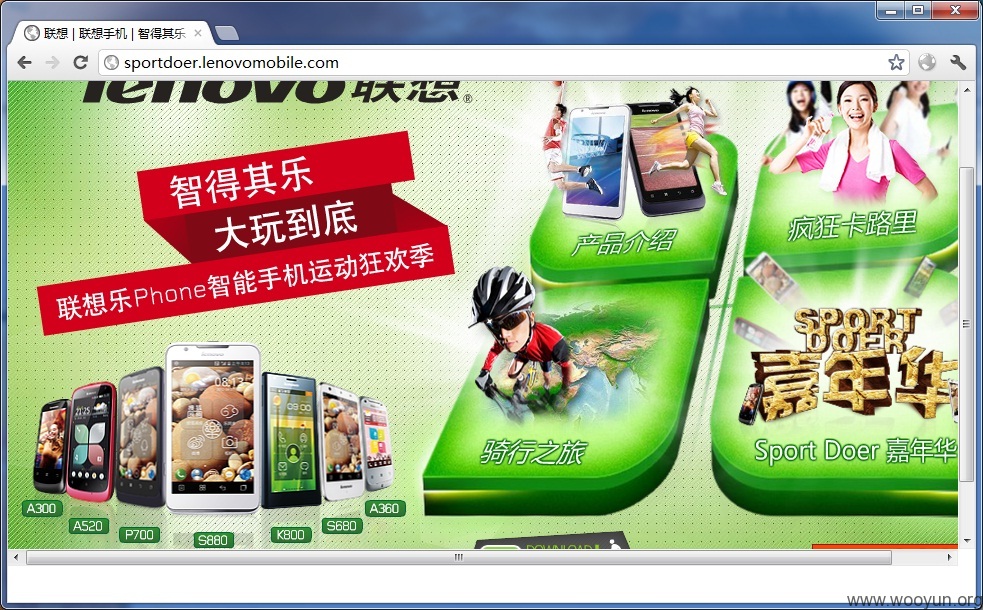 联想 | 联想手机 | 智得其乐
sportdoer.lenovomobile.com
lenovo联想®
智得其乐
大玩到底
联想乐Phone智能手机运动狂欢季
产品介绍
疯狂卡路里
骑行之旅
SPORT
DOER
嘉年华
Sport Doer 嘉年华
A300
A520
P700
S880
K800
S680
A360
DOWNLOAD
www.wooyun.org